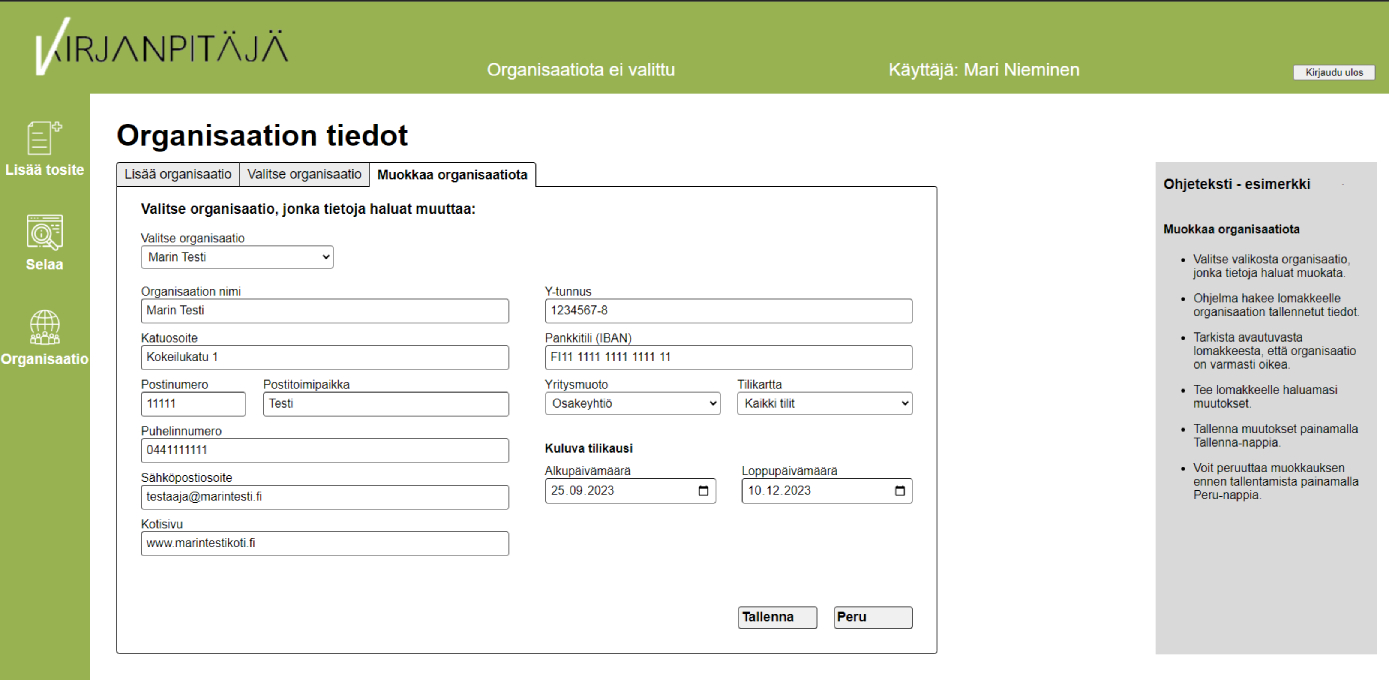 KIRJANPITÄJÄ
Organisaatiota ei valittu
Käyttäjä: Mari Nieminen
Kirjaudu ulos
Lisää tosite
Selaa
Organisaatio
Organisaation tiedot
Lisää organisaatio
Valitse organisaatio
Muokkaa organisaatiota
Valitse organisaatio, jonka tietoja haluat muuttaa:
Valitse organisaatio
Marin Testi
Organisaation nimi
Marin Testi
Katuosoite
Kokeilukatu 1
Postinumero
Postitoimipaikka
11111
Testi
Puhelinnumero
0441111111
Sähköpostiosoite
testaaja@marintesti.fi
Kotisivu
www.marintestikoti.fi
Y-tunnus
1234567-8
Pankkitili (IBAN)
FI11 1111 1111 1111 11
Yritysmuoto
Tilikartta
Osakeyhtiö
Kaikki tilit
Kuluva tilikausi
Alkupäivämäärä
Loppupäivämäärä
25.09.2023
10.12.2023
Tallenna
Peru
Ohjeteksti - esimerkki
Muokkaa organisaatiota
• Valitse valikosta organisaatio,
jonka tietoja haluat muokata.
• Ohjelma hakee lomakkeelle
organisaation tallennetut tiedot.
• Tarkista avautuvasta
lomakkeesta, että organisaatio
on varmasti oikea.
• Tee lomakkeelle haluamasi
muutokset.
• Tallenna muutokset painamalla
Tallenna-nappia.
• Voit peruuttaa muokkauksen
ennen tallentamista painamalla
Peru-nappia.